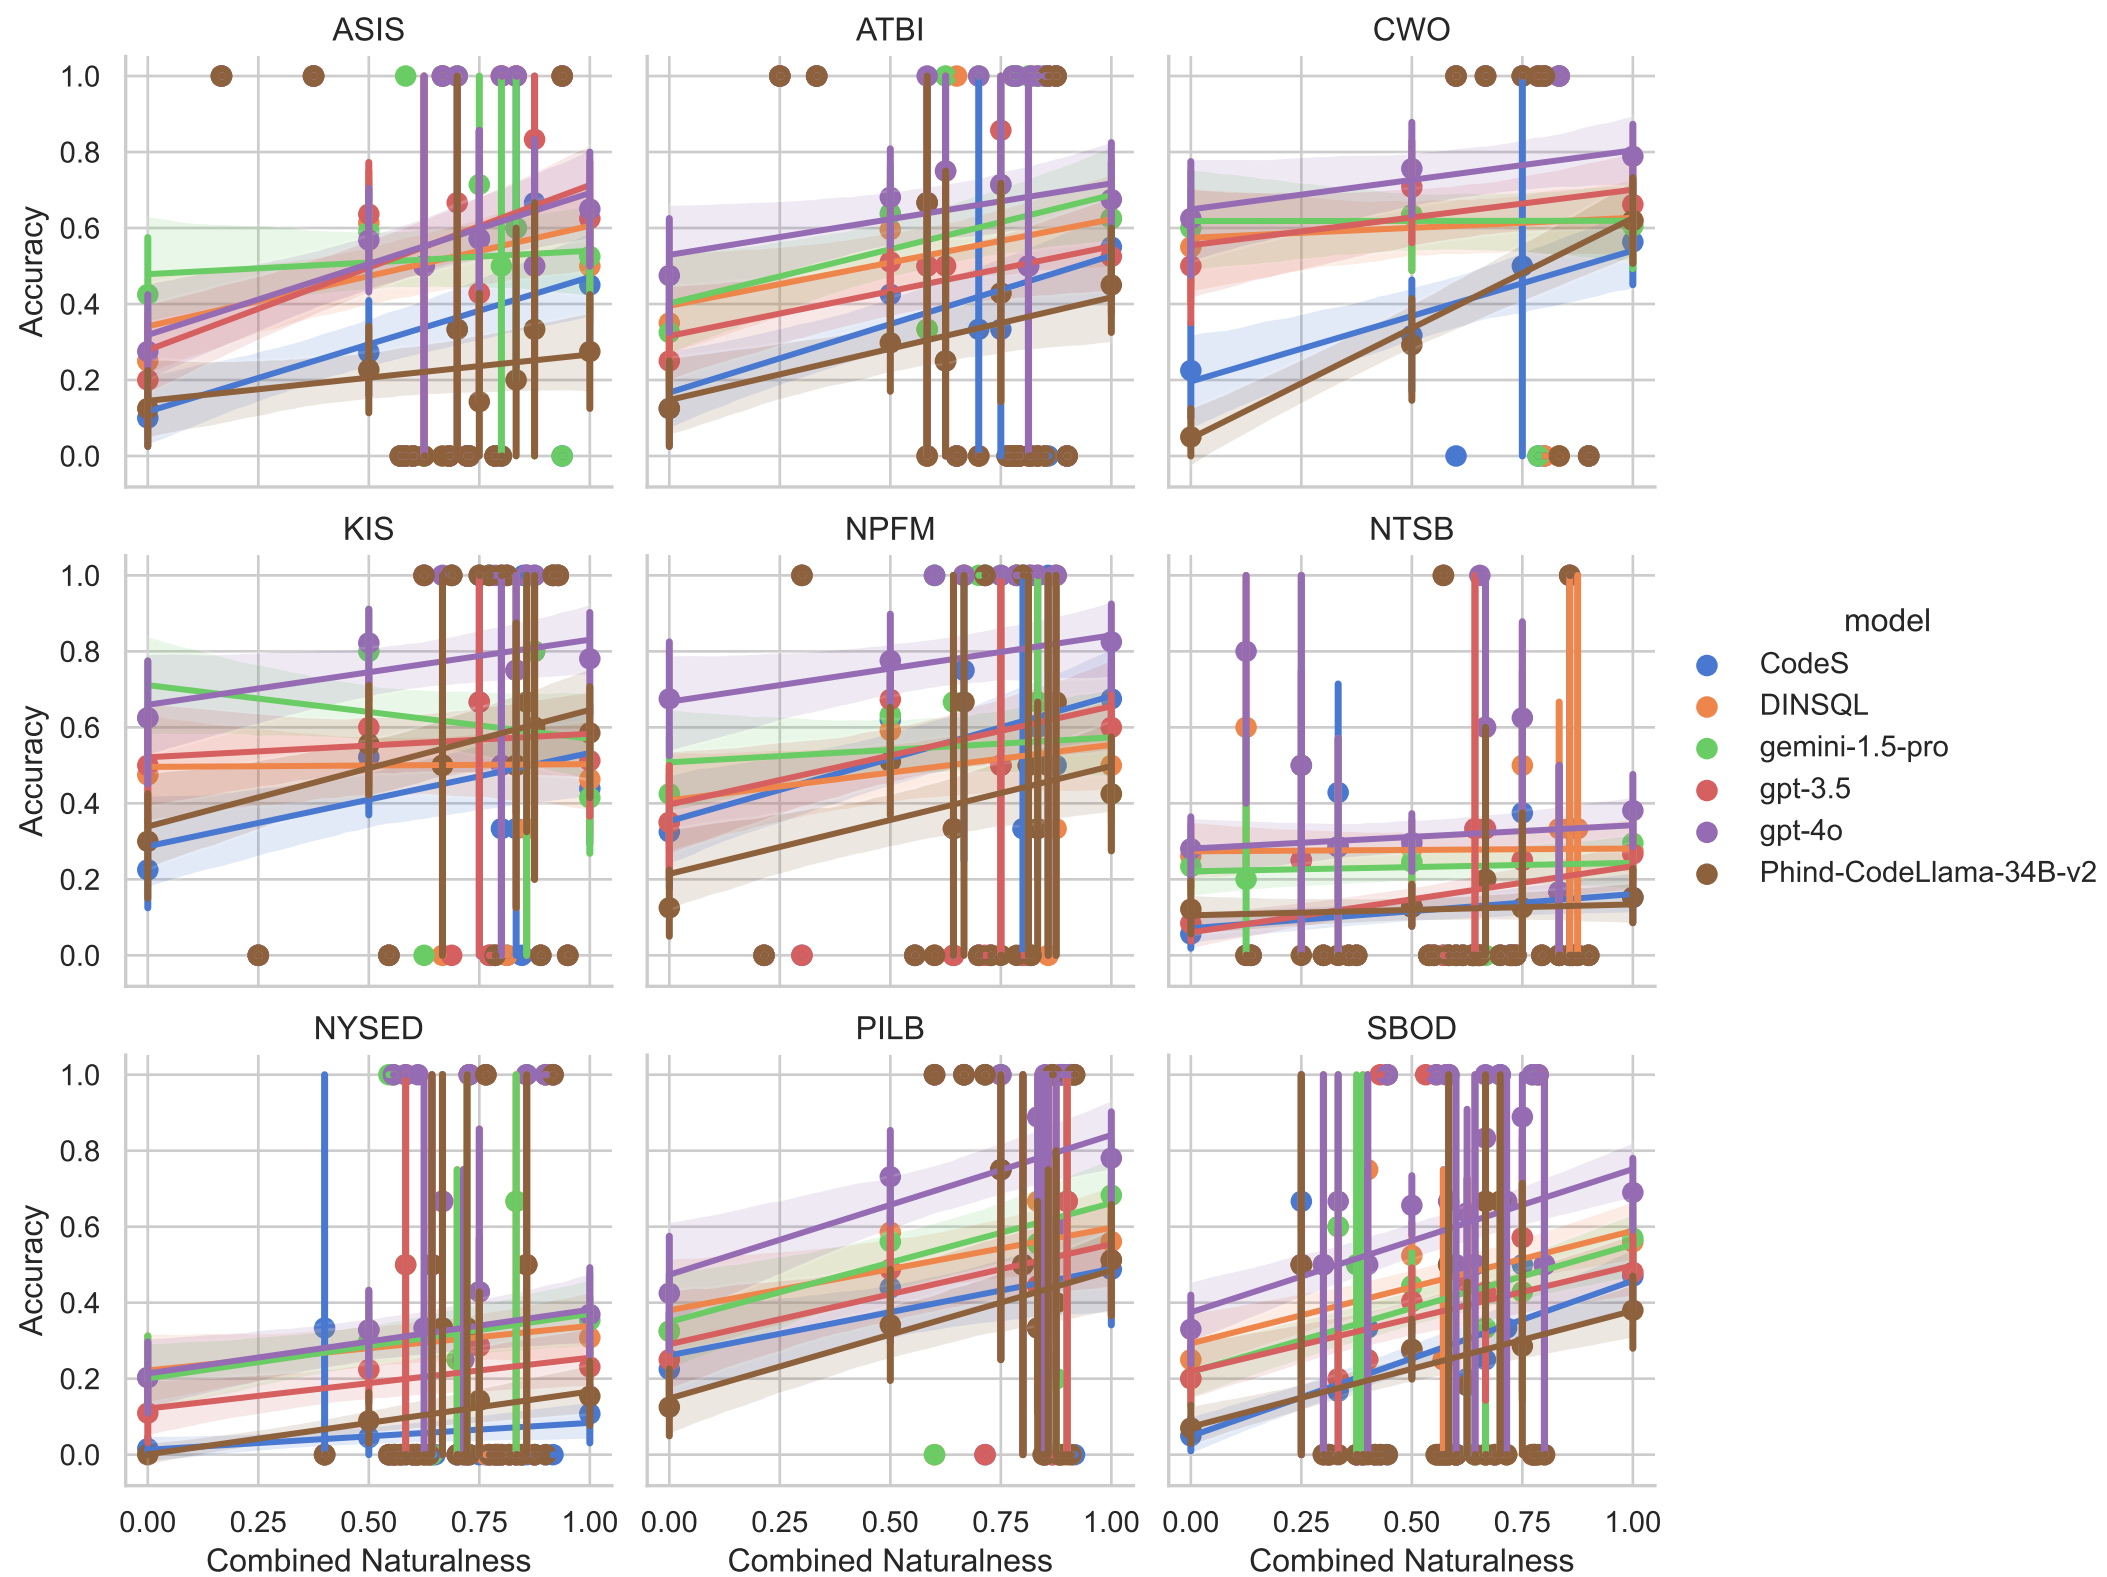 ASIS ATBI CWO
1.0
0.8
0.6
0.4
0.2
0.0
Accuracy
KIS NPFM NTSB
1.0
0.8
0.6
0.4
0.2
0.0
Accuracy
model
CodeS
DINSQL
gemini-1.5-pro
gpt-3.5
gpt-4o
Phind-CodeLlama-34B-v2
NYSED PILB SBOD
1.0
0.8
0.6
0.4
0.2
0.0
Accuracy
0.00 0.25 0.50 0.75 1.00 0.00 0.25 0.50 0.75 1.00 0.00 0.25 0.50 0.75 1.00
Combined Naturalness Combined Naturalness Combined Naturalness